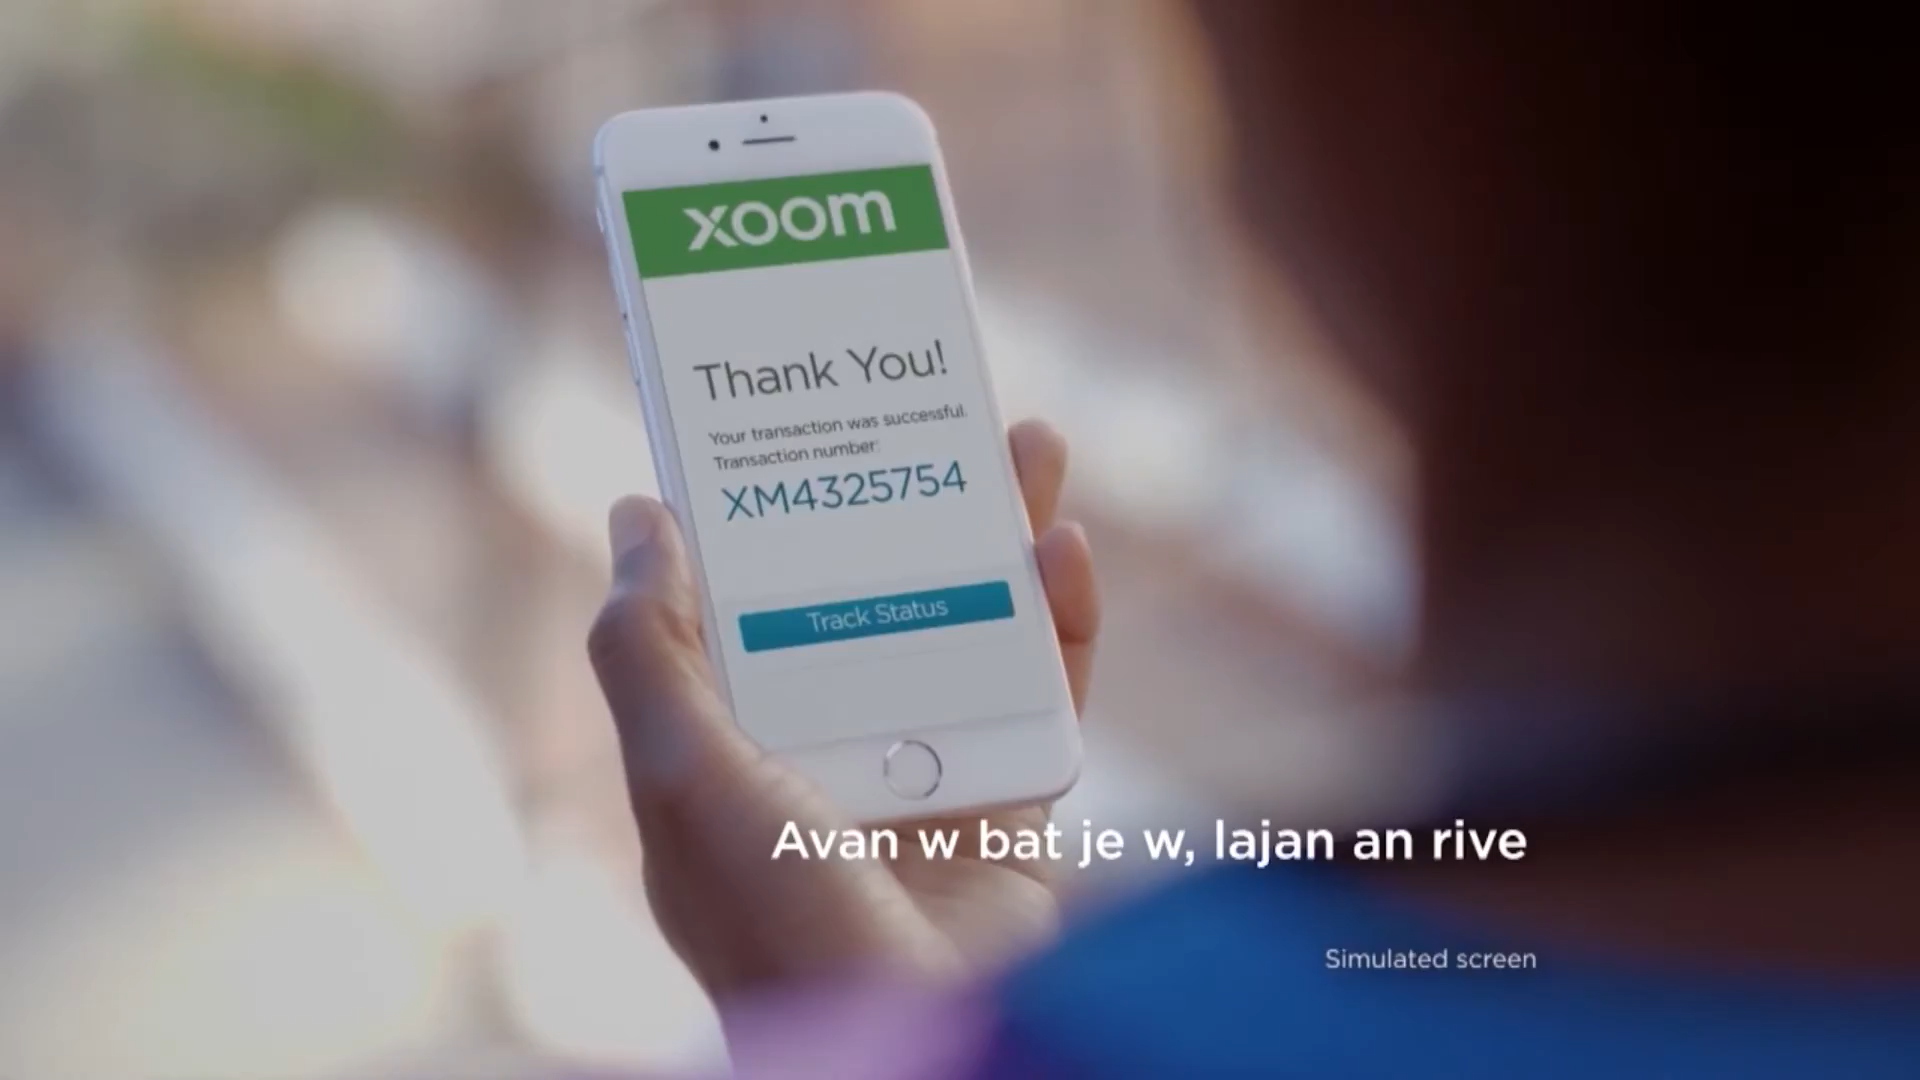 xoom
Thank You!
Your transaction was successful.
Transaction number:
XM4325754
Track Status
Avan w bat je w, lajan an rive
Simulated screen